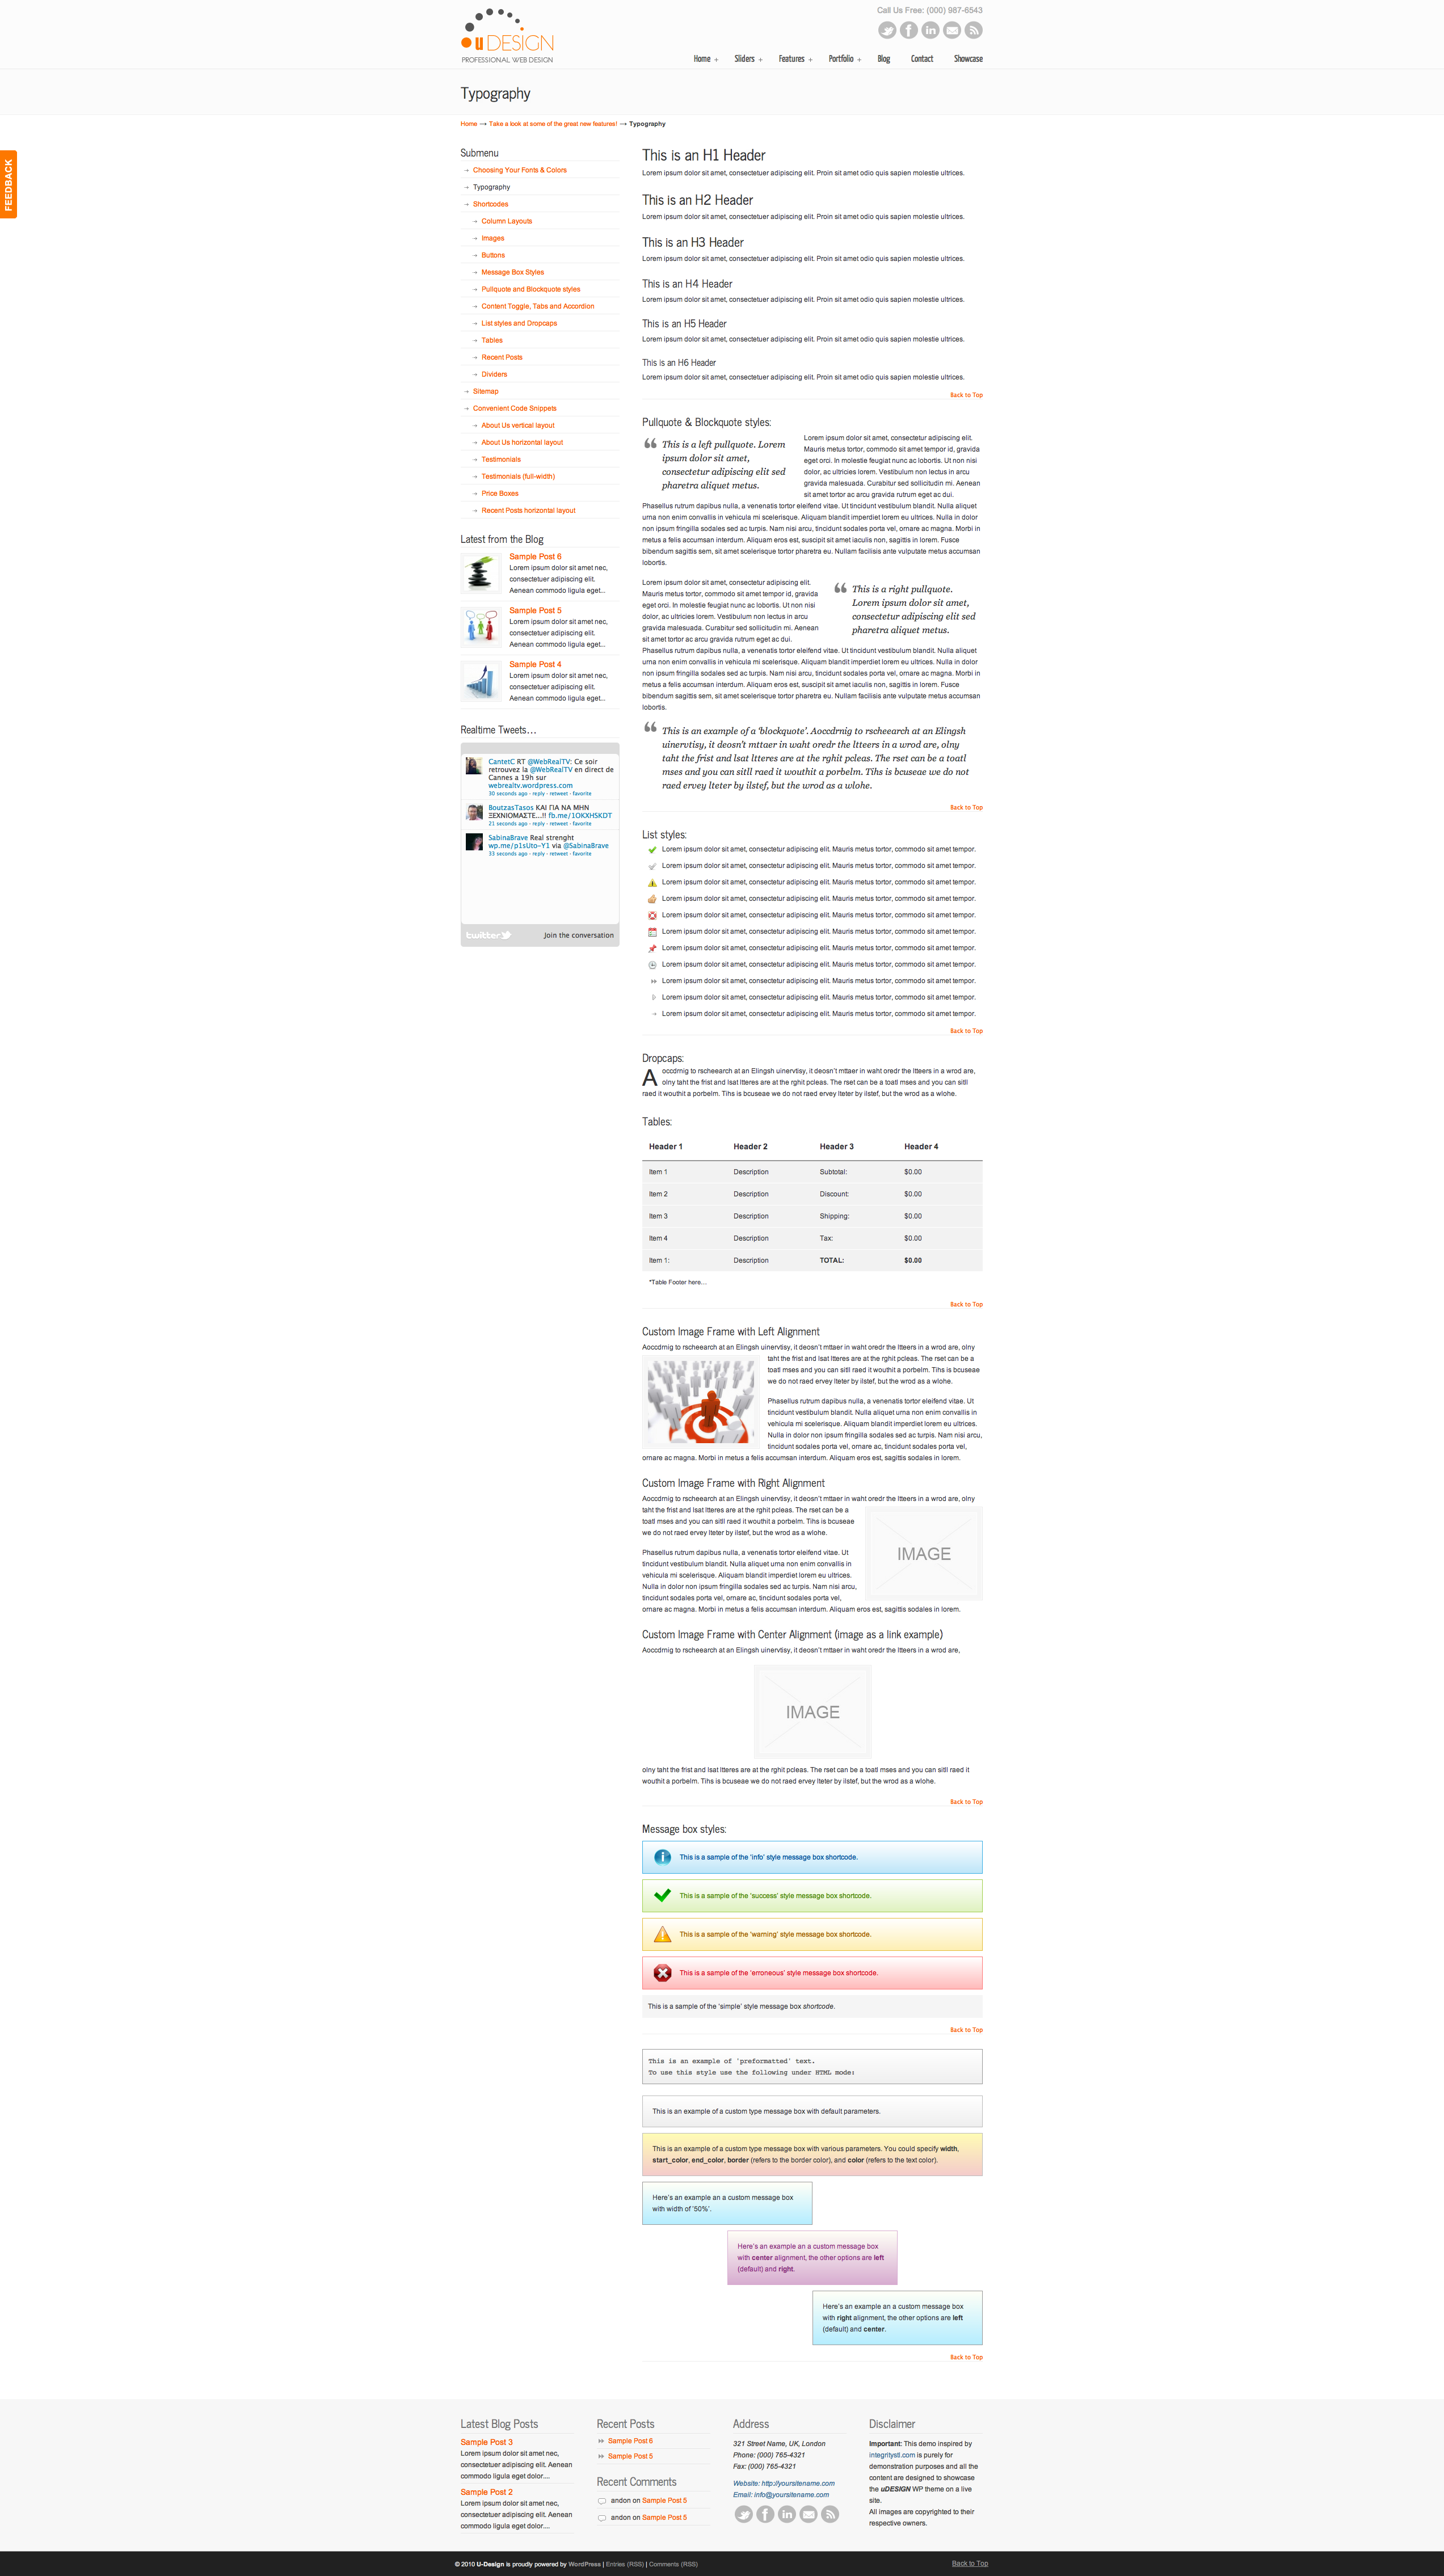 Call Us Free: (000) 987-6543
uDESIGN
PROFESSIONAL WEB DESIGN
Home + Sliders + Features + Portfolio + Blog Contact Showcase
Typography
Home → Take a look at some of the great new features! → Typography
FEEDBACK
Submenu
Choosing Your Fonts & Colors
Typography
Shortcodes
Column Layouts
Images
Buttons
Message Box Styles
Pullquote and Blockquote styles
Content Toggle, Tabs and Accordion
List styles and Dropcaps
Tables
Recent Posts
Dividers
Sitemap
Convenient Code Snippets
About Us vertical layout
About Us horizontal layout
Testimonials
Testimonials (full-width)
Price Boxes
Recent Posts horizontal layout
Latest from the Blog
Sample Post 6
Lorem ipsum dolor sit amet nec,
consectetuer adipiscing elit.
Aenean commodo ligula eget...
Sample Post 5
Lorem ipsum dolor sit amet nec,
consectetuer adipiscing elit.
Aenean commodo ligula eget...
Sample Post 4
Lorem ipsum dolor sit amet nec,
consectetuer adipiscing elit.
Aenean commodo ligula eget...
Realtime Tweets…
CantetC RT @WebRealTV: Ce soir
retrouvez la @WebRealTV en direct de
Cannes a 19h sur
webrealtv.wordpress.com
30 seconds ago · reply · retweet · favorite
BoutzasTasos ΚΑΙ ΓΙΑ ΝΑ ΜΗΝ
ΞΕΧΝΙΟΜΑΣΤΕ...!! fb.me/1OKXHSKDT
21 seconds ago · reply · retweet · favorite
SabinaBrave Real strenght
wp.me/p1sUto-Y1 via @SabinaBrave
33 seconds ago · reply · retweet · favorite
twitter Join the conversation
This is an H1 Header
Lorem ipsum dolor sit amet, consectetuer adipiscing elit. Proin sit amet odio quis sapien molestie ultrices.
This is an H2 Header
Lorem ipsum dolor sit amet, consectetuer adipiscing elit. Proin sit amet odio quis sapien molestie ultrices.
This is an H3 Header
Lorem ipsum dolor sit amet, consectetuer adipiscing elit. Proin sit amet odio quis sapien molestie ultrices.
This is an H4 Header
Lorem ipsum dolor sit amet, consectetuer adipiscing elit. Proin sit amet odio quis sapien molestie ultrices.
This is an H5 Header
Lorem ipsum dolor sit amet, consectetuer adipiscing elit. Proin sit amet odio quis sapien molestie ultrices.
This is an H6 Header
Lorem ipsum dolor sit amet, consectetuer adipiscing elit. Proin sit amet odio quis sapien molestie ultrices.
Back to Top
Pullquote & Blockquote styles:
This is a left pullquote. Lorem
ipsum dolor sit amet,
consectetur adipiscing elit sed
pharetra aliquet metus.
Lorem ipsum dolor sit amet, consectetur adipiscing elit.
Mauris metus tortor, commodo sit amet tempor id, gravida
eget orci. In molestie feugiat nunc ac lobortis. Ut non nisi
dolor, ac ultricies lorem. Vestibulum non lectus in arcu
gravida malesuada. Curabitur sed sollicitudin mi. Aenean
sit amet tortor ac arcu gravida rutrum eget ac dui.
Phasellus rutrum dapibus nulla, a venenatis tortor eleifend vitae. Ut tincidunt vestibulum blandit. Nulla aliquet
urna non enim convallis in vehicula mi scelerisque. Aliquam blandit imperdiet lorem eu ultrices. Nulla in dolor
non ipsum fringilla sodales sed ac turpis. Nam nisi arcu, tincidunt sodales porta vel, ornare ac magna. Morbi in
metus a felis accumsan interdum. Aliquam eros est, suscipit sit amet iaculis non, sagittis in lorem. Fusce
bibendum sagittis sem, sit amet scelerisque tortor pharetra eu. Nullam facilisis ante vulputate metus accumsan
lobortis.
Lorem ipsum dolor sit amet, consectetur adipiscing elit.
Mauris metus tortor, commodo sit amet tempor id, gravida
eget orci. In molestie feugiat nunc ac lobortis. Ut non nisi
dolor, ac ultricies lorem. Vestibulum non lectus in arcu
gravida malesuada. Curabitur sed sollicitudin mi. Aenean
sit amet tortor ac arcu gravida rutrum eget ac dui.
This is a right pullquote.
Lorem ipsum dolor sit amet,
consectetur adipiscing elit sed
pharetra aliquet metus.
Phasellus rutrum dapibus nulla, a venenatis tortor eleifend vitae. Ut tincidunt vestibulum blandit. Nulla aliquet
urna non enim convallis in vehicula mi scelerisque. Aliquam blandit imperdiet lorem eu ultrices. Nulla in dolor
non ipsum fringilla sodales sed ac turpis. Nam nisi arcu, tincidunt sodales porta vel, ornare ac magna. Morbi in
metus a felis accumsan interdum. Aliquam eros est, suscipit sit amet iaculis non, sagittis in lorem. Fusce
bibendum sagittis sem, sit amet scelerisque tortor pharetra eu. Nullam facilisis ante vulputate metus accumsan
lobortis.
This is an example of a ‘blockquote’. Aoccdrnig to rscheearch at an Elingsh
uinervtisy, it deosn’t mttaer in waht oredr the ltteers in a wrod are, olny
taht the frist and lsat ltteres are at the rghit pcleas. The rset can be a toatl
mses and you can sitll raed it wouthit a porbelm. Tihs is bcuseae we do not
raed ervey lteter by ilstef, but the wrod as a wlohe.
Back to Top
List styles:
Lorem ipsum dolor sit amet, consectetur adipiscing elit. Mauris metus tortor, commodo sit amet tempor.
Lorem ipsum dolor sit amet, consectetur adipiscing elit. Mauris metus tortor, commodo sit amet tempor.
Lorem ipsum dolor sit amet, consectetur adipiscing elit. Mauris metus tortor, commodo sit amet tempor.
Lorem ipsum dolor sit amet, consectetur adipiscing elit. Mauris metus tortor, commodo sit amet tempor.
Lorem ipsum dolor sit amet, consectetur adipiscing elit. Mauris metus tortor, commodo sit amet tempor.
Lorem ipsum dolor sit amet, consectetur adipiscing elit. Mauris metus tortor, commodo sit amet tempor.
Lorem ipsum dolor sit amet, consectetur adipiscing elit. Mauris metus tortor, commodo sit amet tempor.
Lorem ipsum dolor sit amet, consectetur adipiscing elit. Mauris metus tortor, commodo sit amet tempor.
Lorem ipsum dolor sit amet, consectetur adipiscing elit. Mauris metus tortor, commodo sit amet tempor.
Lorem ipsum dolor sit amet, consectetur adipiscing elit. Mauris metus tortor, commodo sit amet tempor.
Lorem ipsum dolor sit amet, consectetur adipiscing elit. Mauris metus tortor, commodo sit amet tempor.
Back to Top
Dropcaps:
Aoccdrnig to rscheearch at an Elingsh uinervtisy, it deosn’t mttaer in waht oredr the ltteers in a wrod are,
olny taht the frist and lsat ltteres are at the rghit pcleas. The rset can be a toatl mses and you can sitll
raed it wouthit a porbelm. Tihs is bcuseae we do not raed ervey lteter by ilstef, but the wrod as a wlohe.
Tables:
Header 1 Header 2 Header 3 Header 4
Item 1 Description Subtotal: $0.00
Item 2 Description Discount: $0.00
Item 3 Description Shipping: $0.00
Item 4 Description Tax: $0.00
Item 1: Description TOTAL: $0.00
*Table Footer here…
Back to Top
Custom Image Frame with Left Alignment
Aoccdrnig to rscheearch at an Elingsh uinervtisy, it deosn’t mttaer in waht oredr the ltteers in a wrod are, olny
taht the frist and lsat ltteres are at the rghit pcleas. The rset can be a
toatl mses and you can sitll raed it wouthit a porbelm. Tihs is bcuseae
we do not raed ervey lteter by ilstef, but the wrod as a wlohe.
Phasellus rutrum dapibus nulla, a venenatis tortor eleifend vitae. Ut
tincidunt vestibulum blandit. Nulla aliquet urna non enim convallis in
vehicula mi scelerisque. Aliquam blandit imperdiet lorem eu ultrices.
Nulla in dolor non ipsum fringilla sodales sed ac turpis. Nam nisi arcu,
tincidunt sodales porta vel, ornare ac, tincidunt sodales porta vel,
ornare ac magna. Morbi in metus a felis accumsan interdum. Aliquam eros est, sagittis sodales in lorem.
Custom Image Frame with Right Alignment
Aoccdrnig to rscheearch at an Elingsh uinervtisy, it deosn’t mttaer in waht oredr the ltteers in a wrod are, olny
taht the frist and lsat ltteres are at the rghit pcleas. The rset can be a
toatl mses and you can sitll raed it wouthit a porbelm. Tihs is bcuseae
we do not raed ervey lteter by ilstef, but the wrod as a wlohe.
IMAGE
Phasellus rutrum dapibus nulla, a venenatis tortor eleifend vitae. Ut
tincidunt vestibulum blandit. Nulla aliquet urna non enim convallis in
vehicula mi scelerisque. Aliquam blandit imperdiet lorem eu ultrices.
Nulla in dolor non ipsum fringilla sodales sed ac turpis. Nam nisi arcu,
tincidunt sodales porta vel, ornare ac, tincidunt sodales porta vel,
ornare ac magna. Morbi in metus a felis accumsan interdum. Aliquam eros est, sagittis sodales in lorem.
Custom Image Frame with Center Alignment (image as a link example)
Aoccdrnig to rscheearch at an Elingsh uinervtisy, it deosn’t mttaer in waht oredr the ltteers in a wrod are,
IMAGE
olny taht the frist and lsat ltteres are at the rghit pcleas. The rset can be a toatl mses and you can sitll raed it
wouthit a porbelm. Tihs is bcuseae we do not raed ervey lteter by ilstef, but the wrod as a wlohe.
Back to Top
Message box styles:
This is a sample of the ‘info’ style message box shortcode.
This is a sample of the ‘success’ style message box shortcode.
This is a sample of the ‘warning’ style message box shortcode.
This is a sample of the ‘erroneous’ style message box shortcode.
This is a sample of the ‘simple’ style message box shortcode.
Back to Top
This is an example of 'preformatted' text.
To use this style use the following under HTML mode:
This is an example of a custom type message box with default parameters.
This is an example of a custom type message box with various parameters. You could specify width,
start_color, end_color, border (refers to the border color), and color (refers to the text color).
Here’s an example an a custom message box
with width of ’50%’.
Here’s an example an a custom message box
with center alignment, the other options are left
(default) and right.
Here’s an example an a custom message box
with right alignment, the other options are left
(default) and center.
Back to Top
Latest Blog Posts
Sample Post 3
Lorem ipsum dolor sit amet nec,
consectetuer adipiscing elit. Aenean
commodo ligula eget dolor....
Sample Post 2
Lorem ipsum dolor sit amet nec,
consectetuer adipiscing elit. Aenean
commodo ligula eget dolor....
Recent Posts
Sample Post 6
Sample Post 5
Recent Comments
andon on Sample Post 5
andon on Sample Post 5
Address
321 Street Name, UK, London
Phone: (000) 765-4321
Fax: (000) 765-4321
Website: http://yoursitename.com
Email: info@yoursitename.com
Disclaimer
Important: This demo inspired by
integritystl.com is purely for
demonstration purposes and all the
content are designed to showcase
the uDESIGN WP theme on a live
site.
All images are copyrighted to their
respective owners.
© 2010 U-Design is proudly powered by WordPress | Entries (RSS) | Comments (RSS)
Back to Top